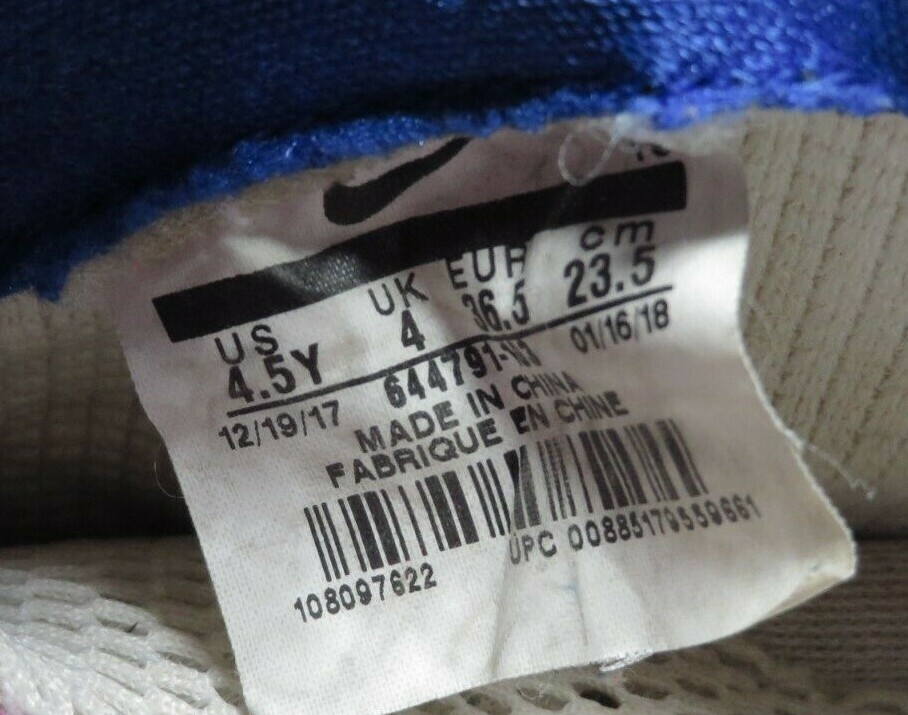 US UK EUR cm
4.5Y 4 36.5 23.5
12/19/17 01/16/18
MADE IN CHINA
FABRIQUE EN CHINE
108097622 UPC 00885179559661